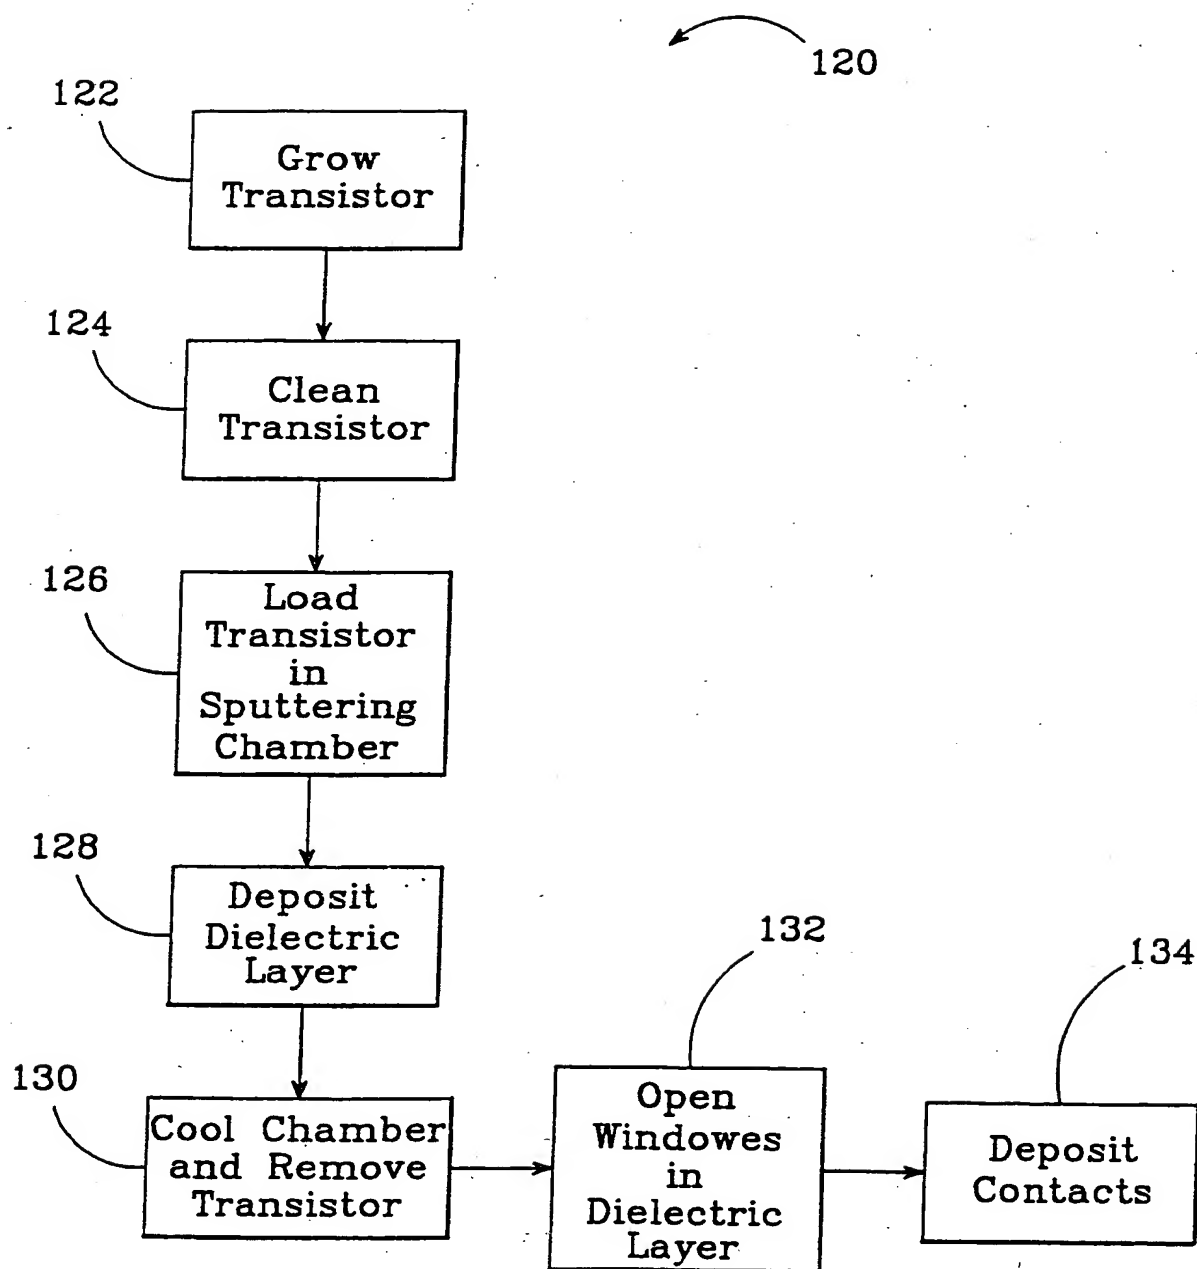 120
122
Grow
Transistor
124
Clean
Transistor
126
Load
Transistor
in
Sputtering
Chamber
128
Deposit
Dielectric
Layer
130
Cool Chamber
and Remove
Transistor
132
Open
Windowes
in
Dielectric
Layer
134
Deposit
Contacts